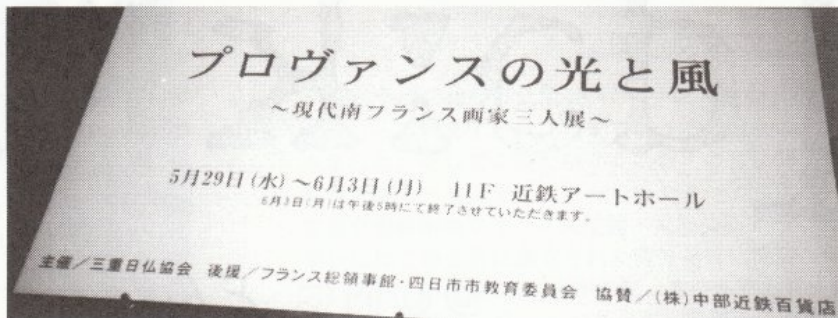 プロヴァンスの光と風
～現代南フランス画家三人展～
5月29日(水)～6月3日(月) 11F 近鉄アートホール
6月3日(月)は午後5時にて終了させていただきます。
主催／三重日仏協会 後援／フランス総領事館・四日市市教育委員会 協賛／(株)中部近鉄百貨店